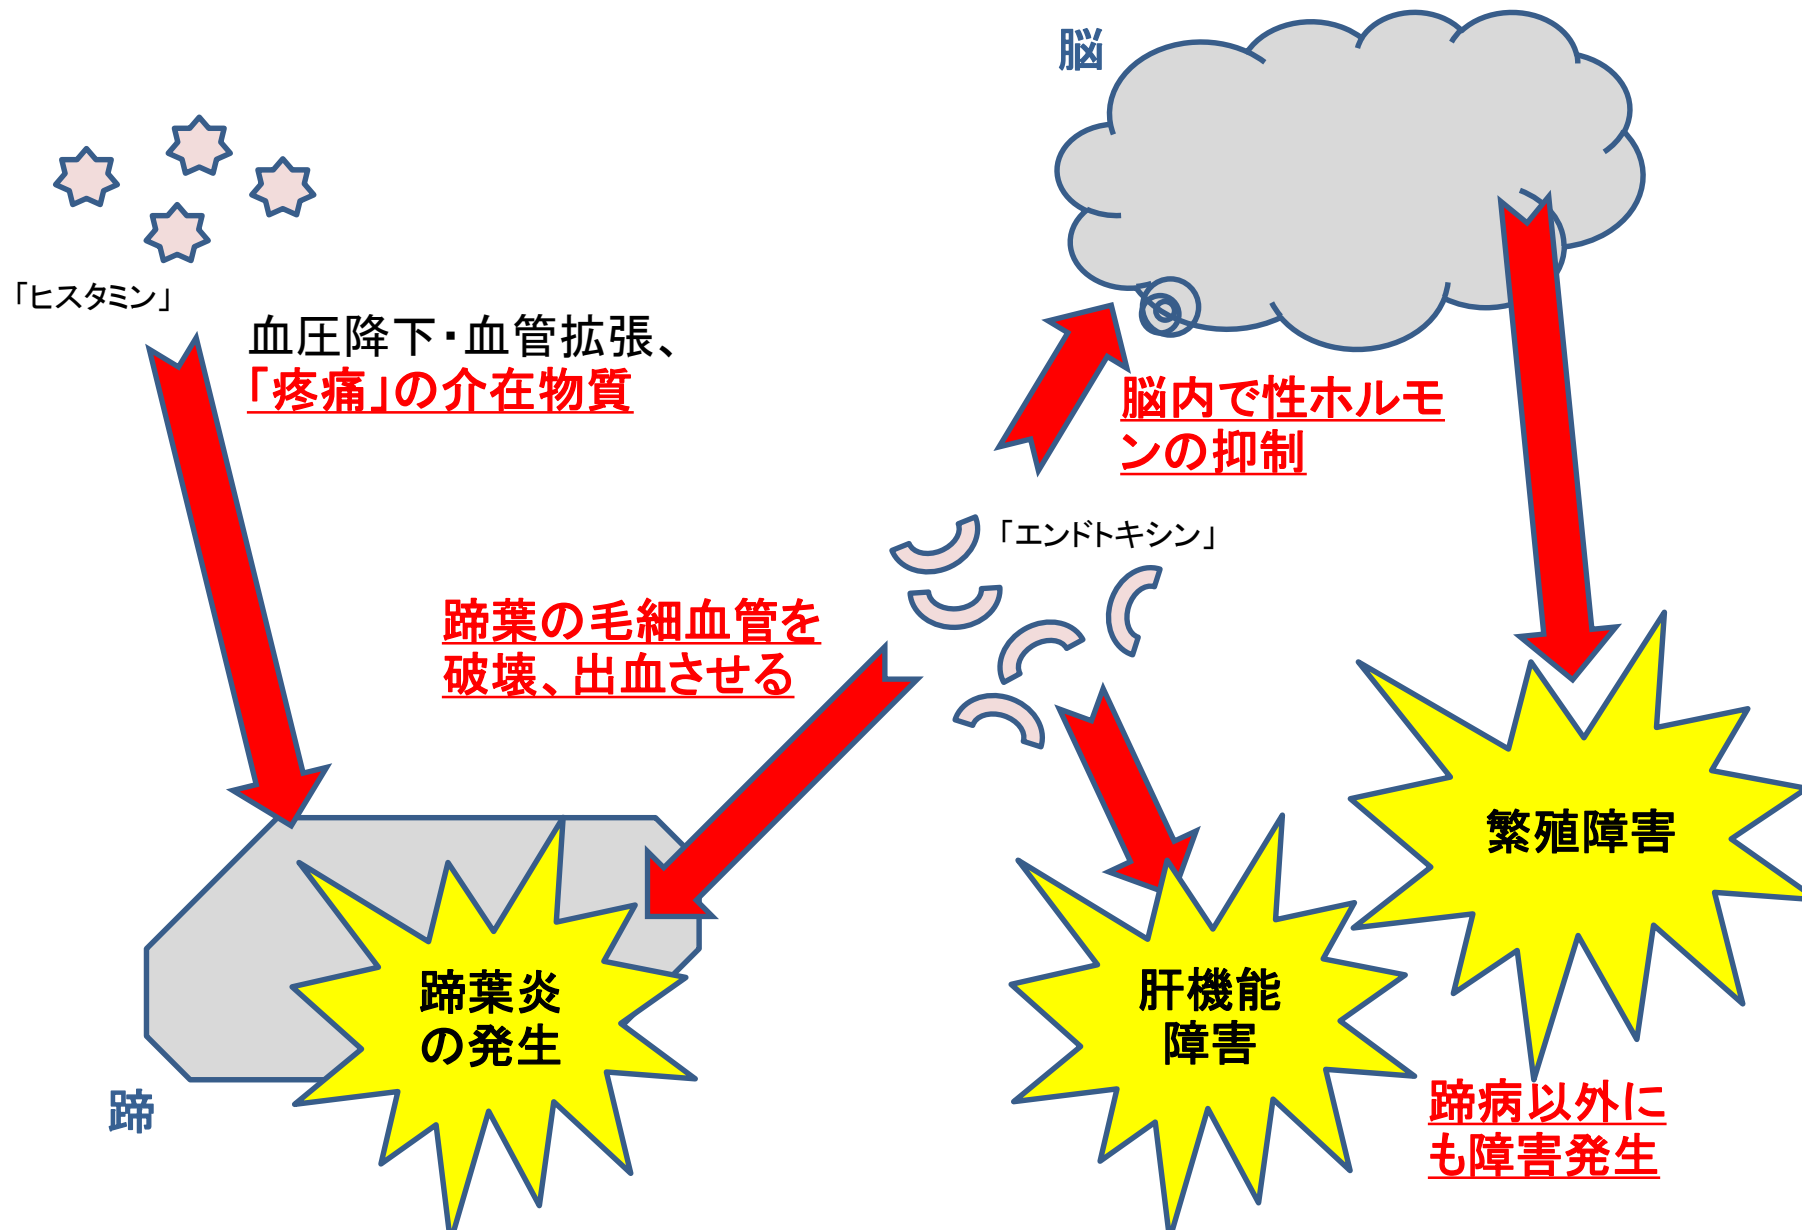 脳
「ヒスタミン」
血圧降下・血管拡張、
「疼痛」の介在物質
脳内で性ホルモ
ンの抑制
「エンドトキシン」
蹄葉の毛細血管を
破壊、出血させる
繁殖障害
蹄葉炎
の発生
肝機能
障害
蹄
蹄病以外に
も障害発生